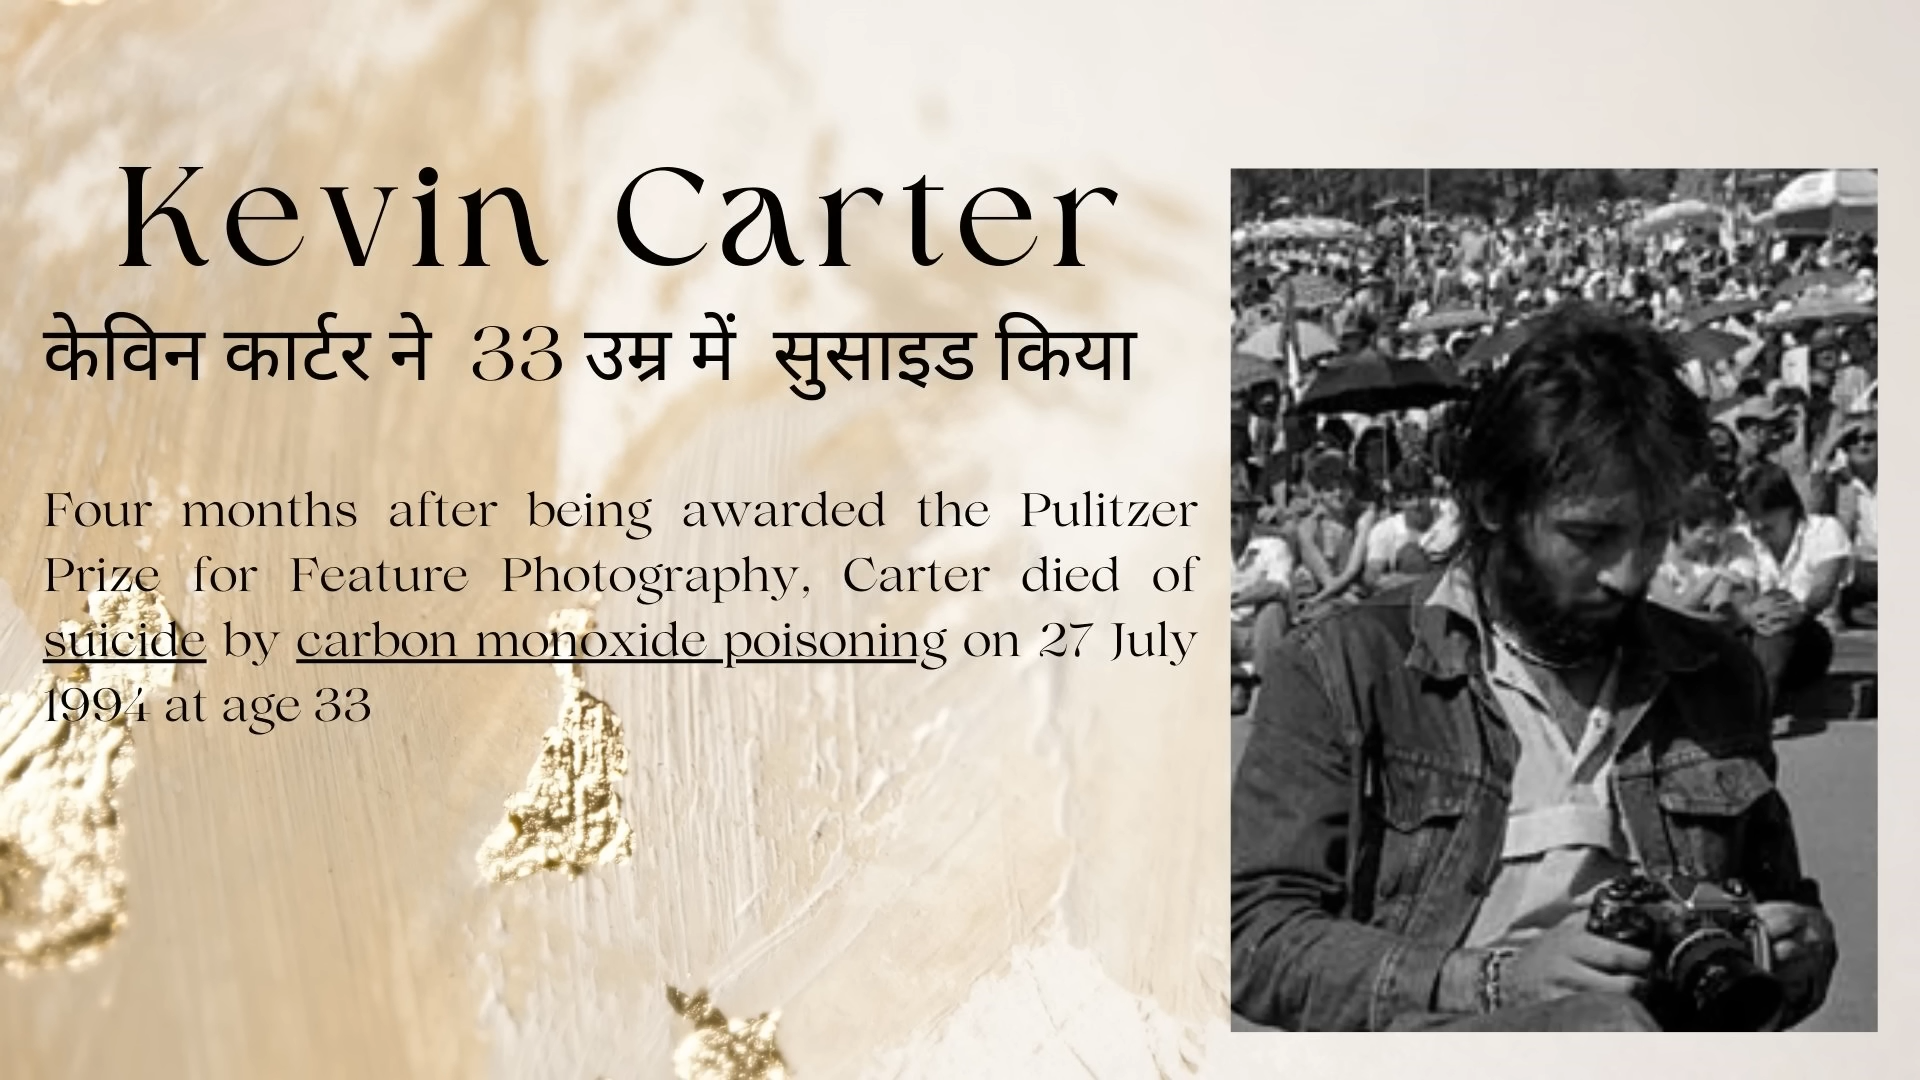 Kevin Carter
केविन कार्टर ने 33 उम्र में सुसाइड किया
Four months after being awarded the Pulitzer
Prize for Feature Photography, Carter died of
suicide by carbon monoxide poisoning on 27 July
1994 at age 33